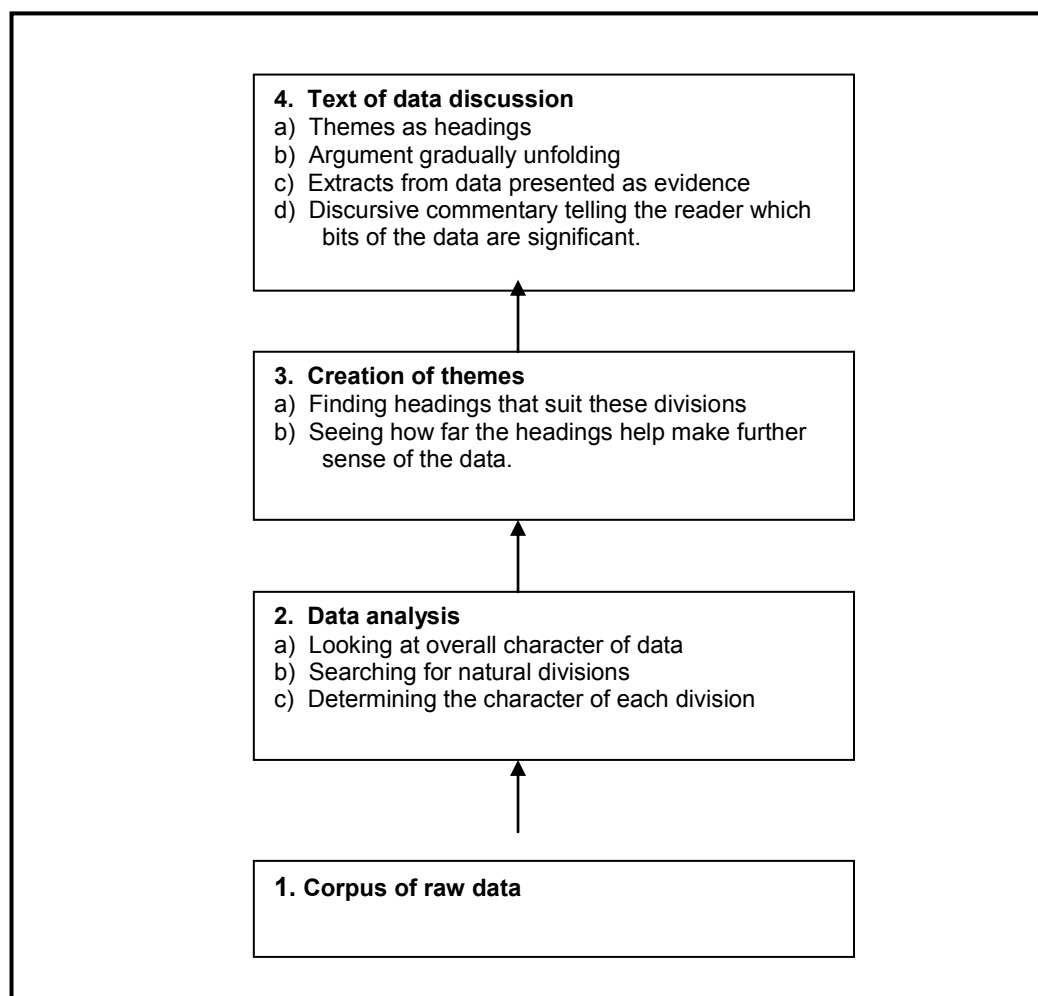 4. Text of data discussion
a) Themes as headings
b) Argument gradually unfolding
c) Extracts from data presented as evidence
d) Discursive commentary telling the reader which
bits of the data are significant.
3. Creation of themes
a) Finding headings that suit these divisions
b) Seeing how far the headings help make further
sense of the data.
2. Data analysis
a) Looking at overall character of data
b) Searching for natural divisions
c) Determining the character of each division
1. Corpus of raw data